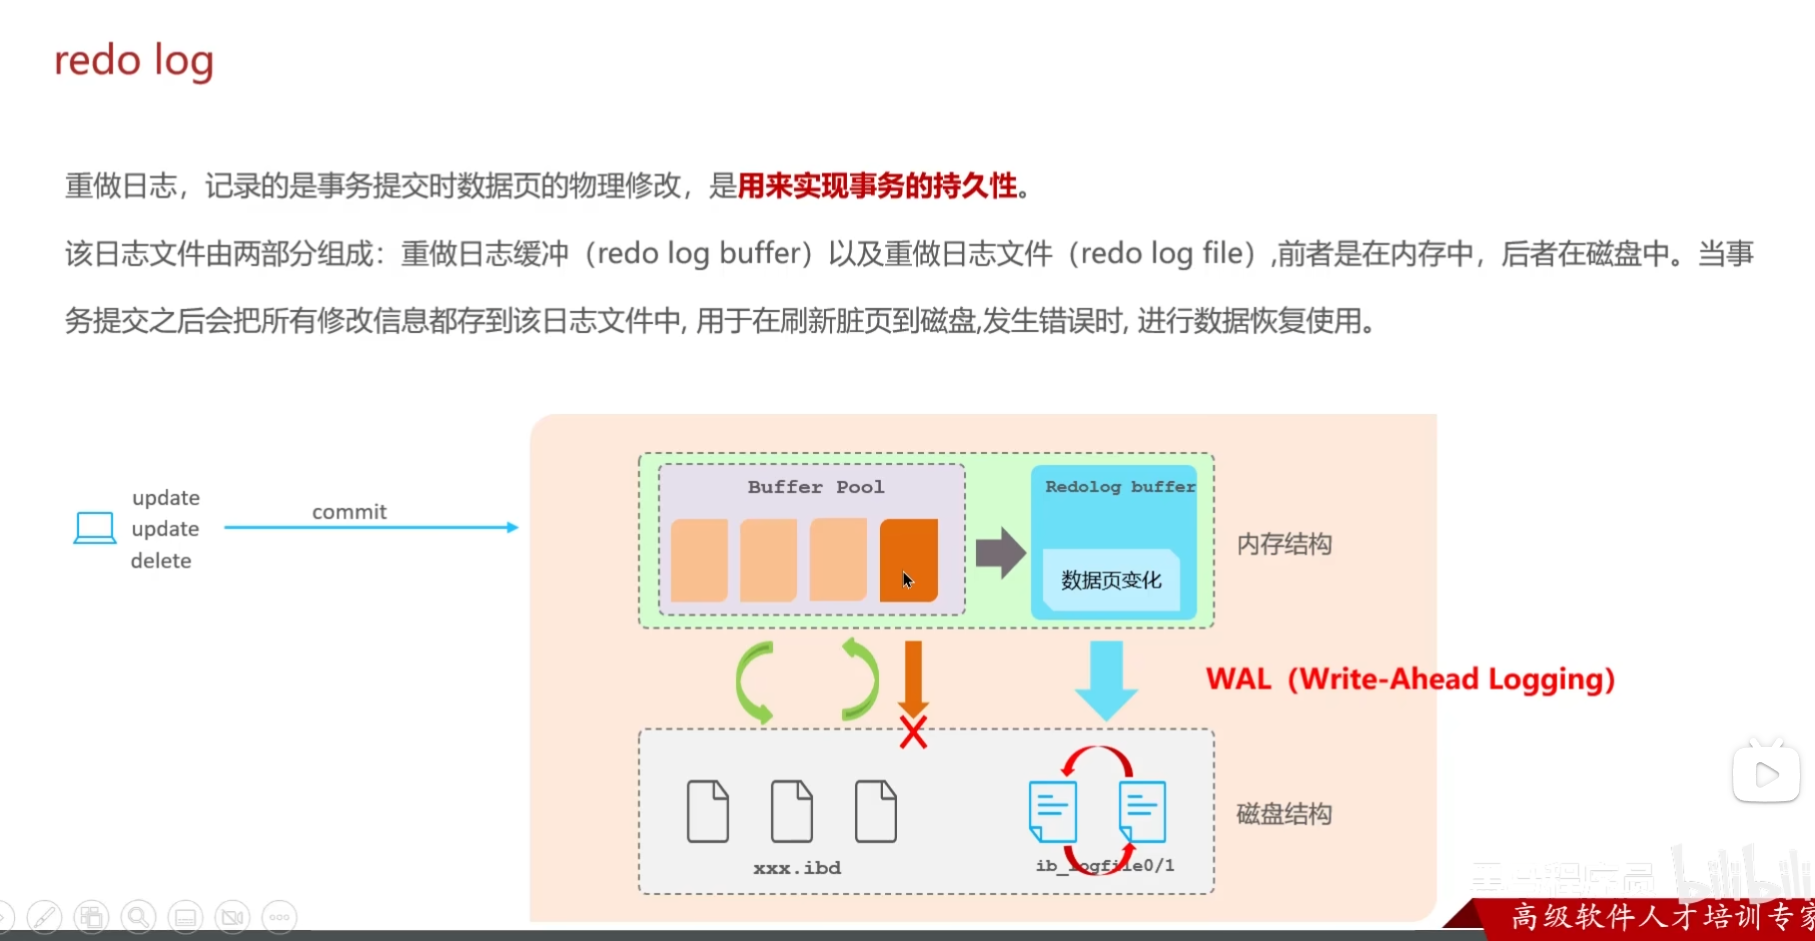 redo log
重做日志，记录的是事务提交时数据页的物理修改，是用来实现事务的持久性。
该日志文件由两部分组成：重做日志缓冲（redo log buffer）以及重做日志文件（redo log file）,前者是在内存中，后者在磁盘中。当事
务提交之后会把所有修改信息都存到该日志文件中, 用于在刷新脏页到磁盘,发生错误时, 进行数据恢复使用。
update
update
delete
commit
Buffer Pool
Redolog buffer
数据页变化
内存结构
WAL（Write-Ahead Logging）
磁盘结构
xxx.ibd
ib_logfile0/1
bilibili
高级软件人才培训专家